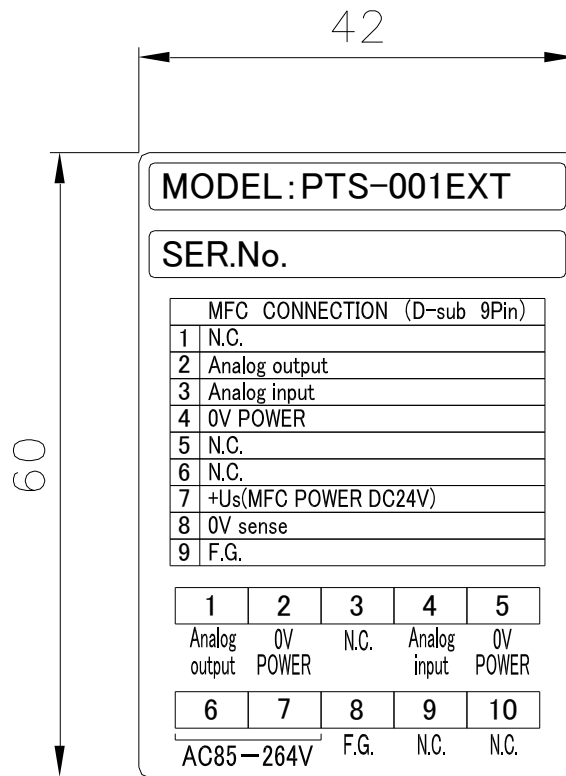 42
60
MODEL:PTS-001EXT
SER.No.
MFC CONNECTION (D-sub 9Pin)
1 N.C.
2 Analog output
3 Analog input
4 0V POWER
5 N.C.
6 N.C.
7 +Us(MFC POWER DC24V)
8 0V sense
9 F.G.
1 2 3 4 5
Analog output 0V POWER N.C. Analog input 0V POWER
6 7 8 9 10
AC85-264V F.G. N.C. N.C.